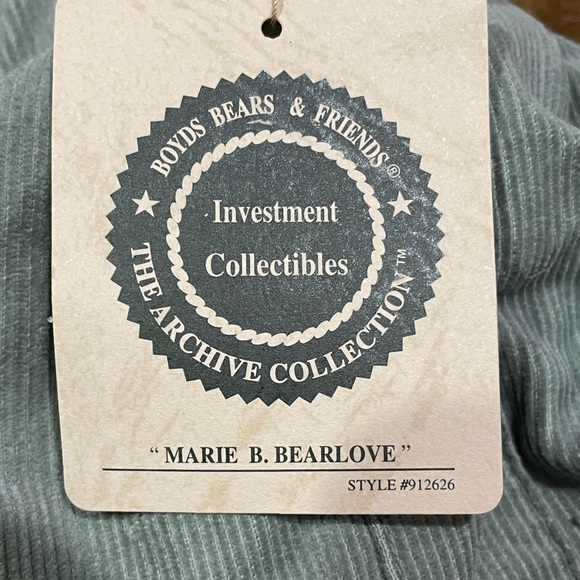 BOYDS BEARS & FRIENDS®
Investment
Collectibles
THE ARCHIVE COLLECTION™
“ MARIE B. BEARLOVE ”
STYLE #912626